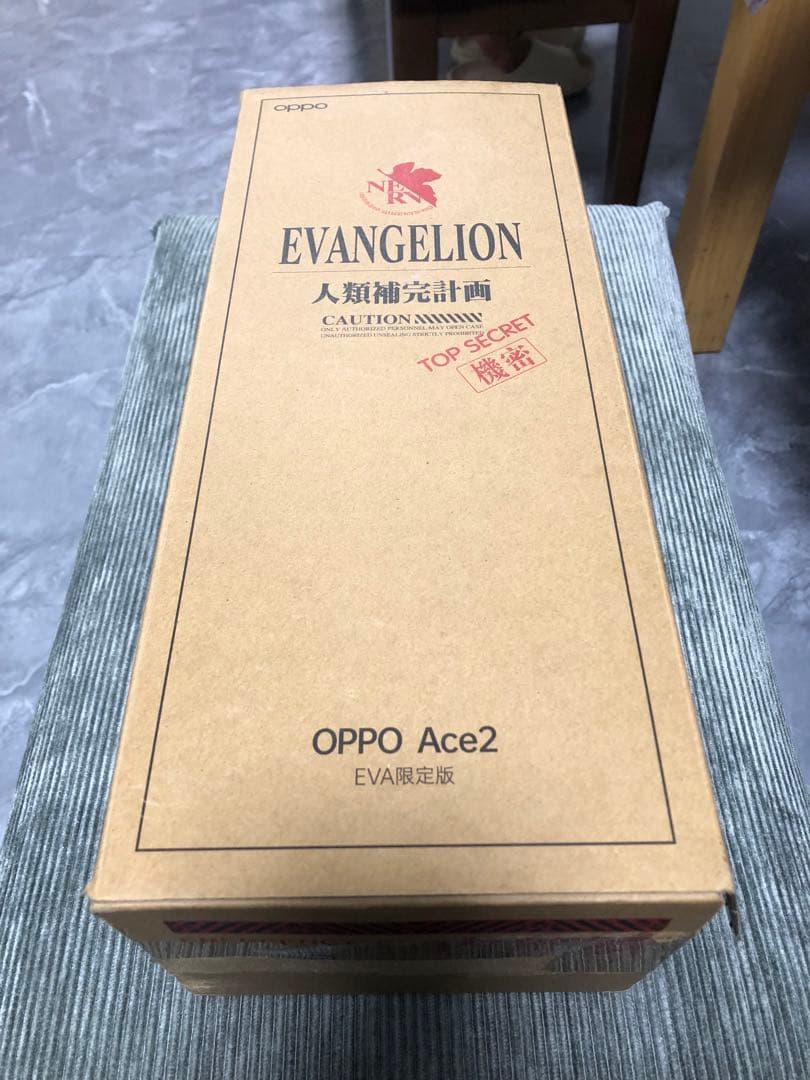 oppo
NERV
EVANGELION
人類補完計画
CAUTION
ONLY AUTHORIZED PERSONNEL MAY OPEN CASE
UNAUTHORIZED UNSEALING STRICTLY PROHIBITED
TOP SECRET
機密
OPPO Ace2
EVA限定版